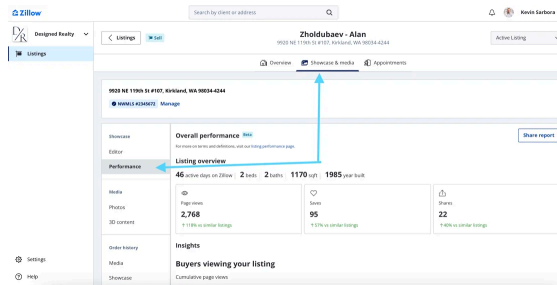 Zillow
Search by client or address
Kevin Sarbora
Designed Realty
Listings
Settings
Help
Listings
Sell
Zholdubaev - Alan
9920 NE 119th St #107, Kirkland, WA 98034-4244
Active Listing
Overview
Showcase & media
Appointments
9920 NE 119th St #107, Kirkland, WA 98034-4244
NWMLS #2345672 Manage
Showcase
Editor
Performance
Media
Photos
3D content
Order history
Media
Showcase
Overall performance Beta
Share report
For more on terms and definitions, visit our listing performance page.
Listing overview
46 active days on Zillow 2 beds 2 baths 1170 sqft 1985 year built
Page views
2,768
↑ 118% vs similar listings
Saves
95
↑ 57% vs similar listings
Shares
22
↑ 40% vs similar listings
Insights
Buyers viewing your listing
Cumulative page views